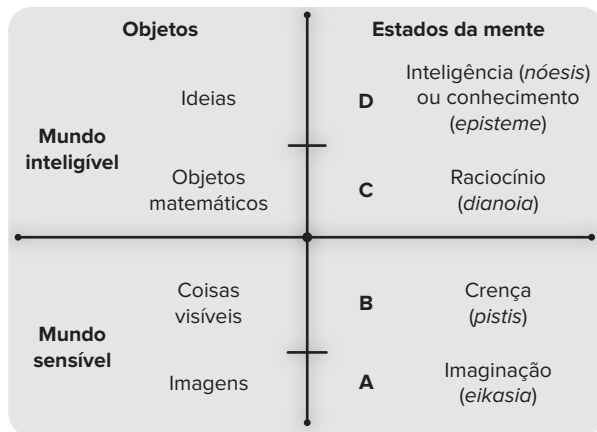 Objetos
Estados da mente
Mundo
inteligível
Ideias
D
Inteligência (nóesis)
ou conhecimento
(episteme)
Objetos
matemáticos
C
Raciocínio
(dianoia)
Mundo
sensível
Coisas
visíveis
B
Crença
(pistis)
Imagens
A
Imaginação
(eikasia)